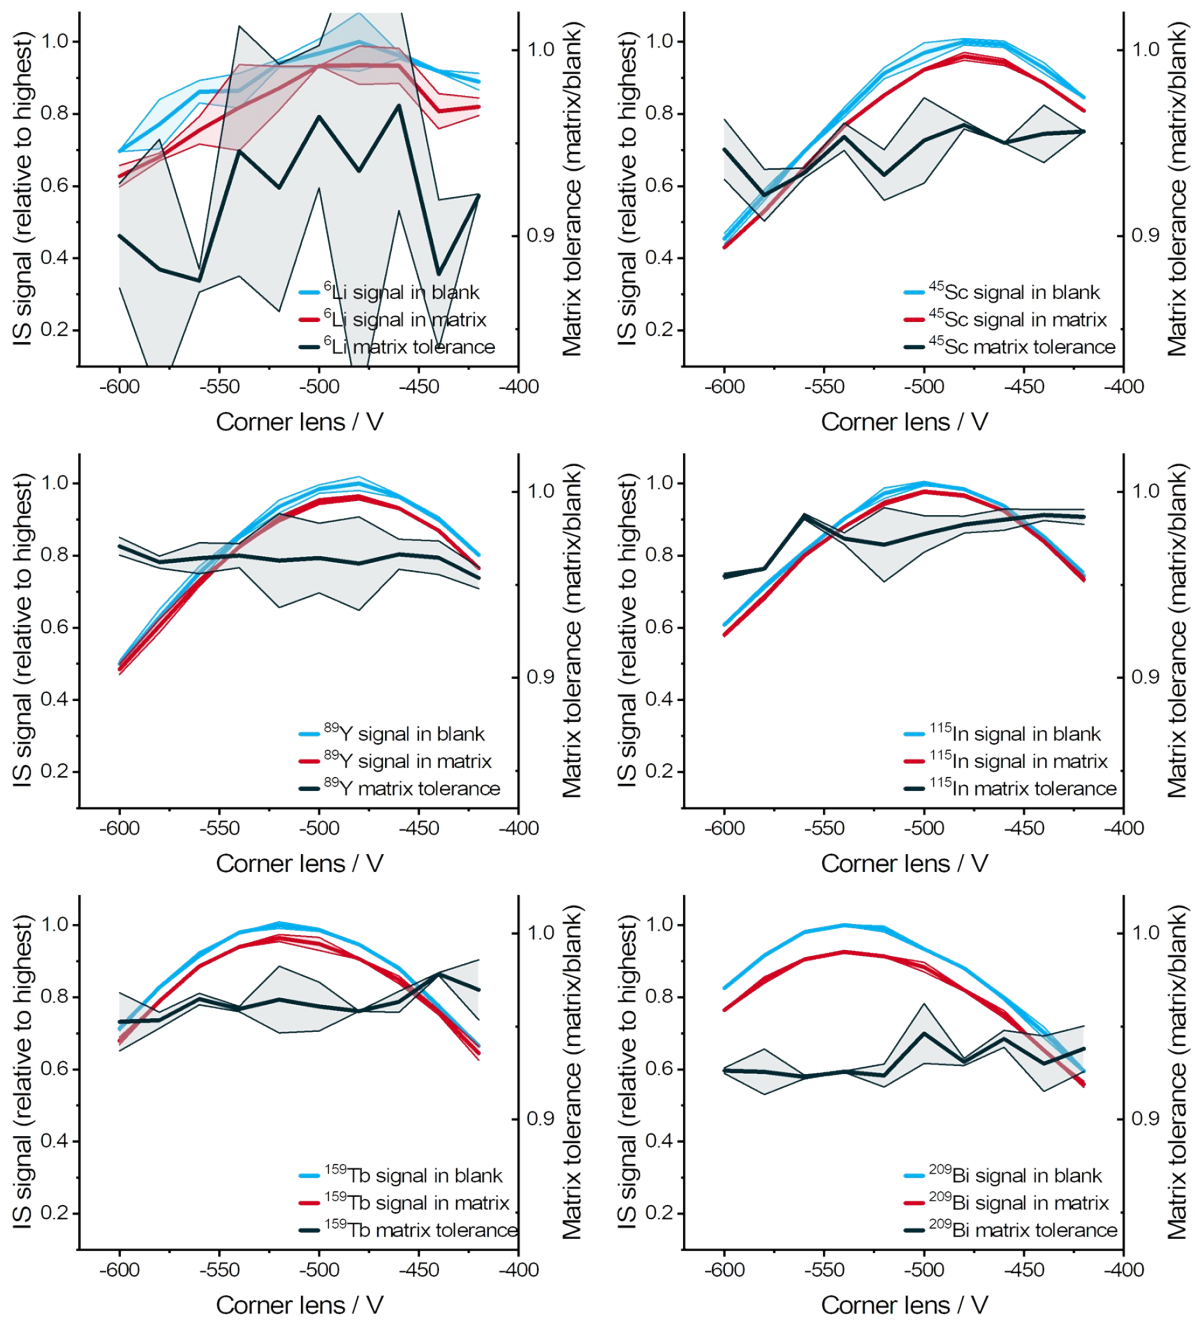 IS signal (relative to highest)
1.0
0.8
0.6
0.4
0.2
⁶Li signal in blank
⁶Li signal in matrix
⁶Li matrix tolerance
1.0
0.9
Matrix tolerance (matrix/blank)
-600 -550 -500 -450 -400
Corner lens / V
IS signal (relative to highest)
1.0
0.8
0.6
0.4
0.2
⁴⁵Sc signal in blank
⁴⁵Sc signal in matrix
⁴⁵Sc matrix tolerance
1.0
0.9
Matrix tolerance (matrix/blank)
-600 -550 -500 -450 -400
Corner lens / V
IS signal (relative to highest)
1.0
0.8
0.6
0.4
0.2
⁸⁹Y signal in blank
⁸⁹Y signal in matrix
⁸⁹Y matrix tolerance
1.0
0.9
Matrix tolerance (matrix/blank)
-600 -550 -500 -450 -400
Corner lens / V
IS signal (relative to highest)
1.0
0.8
0.6
0.4
0.2
¹¹⁵In signal in blank
¹¹⁵In signal in matrix
¹¹⁵In matrix tolerance
1.0
0.9
Matrix tolerance (matrix/blank)
-600 -550 -500 -450 -400
Corner lens / V
IS signal (relative to highest)
1.0
0.8
0.6
0.4
0.2
¹⁵⁹Tb signal in blank
¹⁵⁹Tb signal in matrix
¹⁵⁹Tb matrix tolerance
1.0
0.9
Matrix tolerance (matrix/blank)
-600 -550 -500 -450 -400
Corner lens / V
IS signal (relative to highest)
1.0
0.8
0.6
0.4
0.2
²⁰⁹Bi signal in blank
²⁰⁹Bi signal in matrix
²⁰⁹Bi matrix tolerance
1.0
0.9
Matrix tolerance (matrix/blank)
-600 -550 -500 -450 -400
Corner lens / V